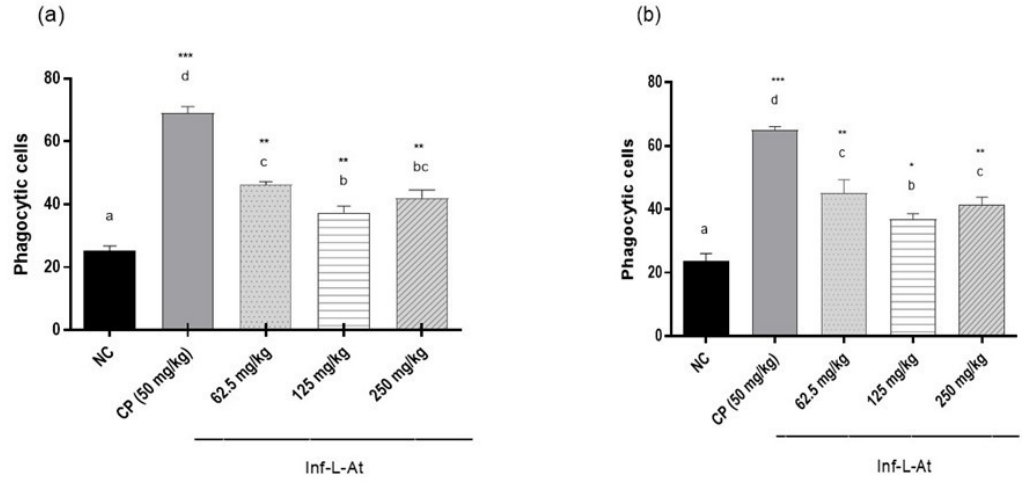 (a)
Phagocytic cells
80
60
40
20
0
a
***
d
**
c
**
b
**
bc
NC
CP (50 mg/kg)
62.5 mg/kg
125 mg/kg
250 mg/kg
Inf-L-At
(b)
Phagocytic cells
80
60
40
20
0
a
***
d
**
c
*
b
**
c
NC
CP (50 mg/kg)
62.5 mg/kg
125 mg/kg
250 mg/kg
Inf-L-At